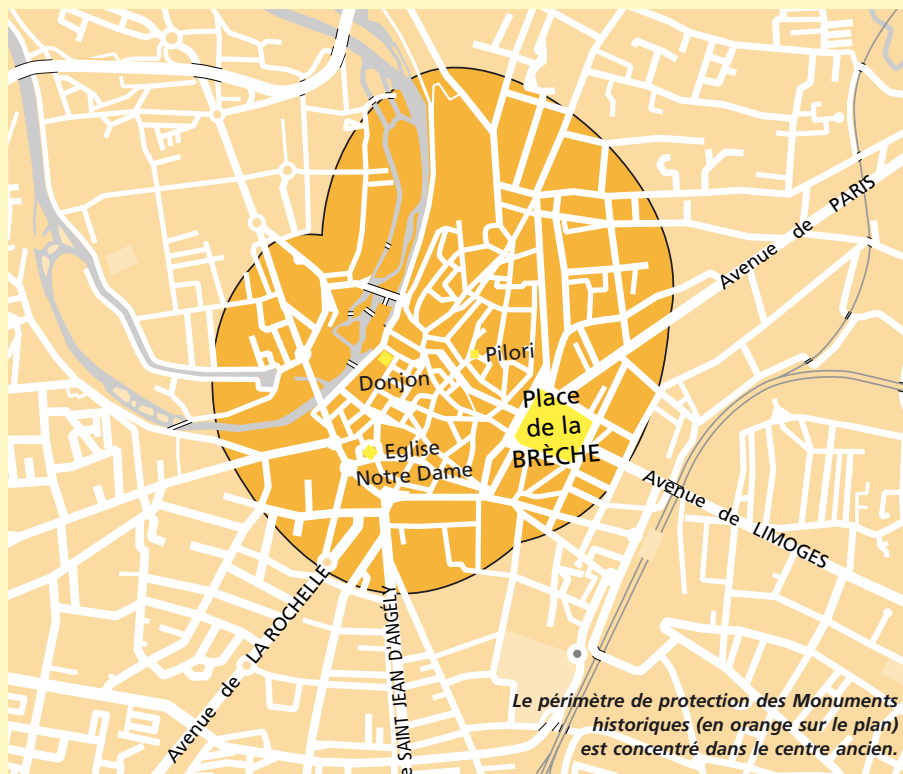 Avenue de PARIS
Pilori
Donjon
Place
de la
BRÈCHE
Eglise
Notre Dame
Avenue de LIMOGES
Avenue de LA ROCHELLE
e SAINT JEAN D'ANGÉLY
Le périmètre de protection des Monuments
historiques (en orange sur le plan)
est concentré dans le centre ancien.